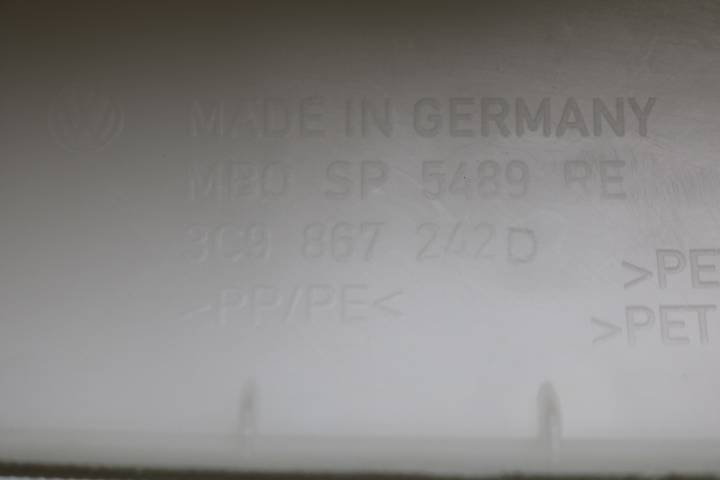 MADE IN GERMANY
MBO SP 5489 RE
3C9 867 242D
>PP/PE<
>PE
>PET